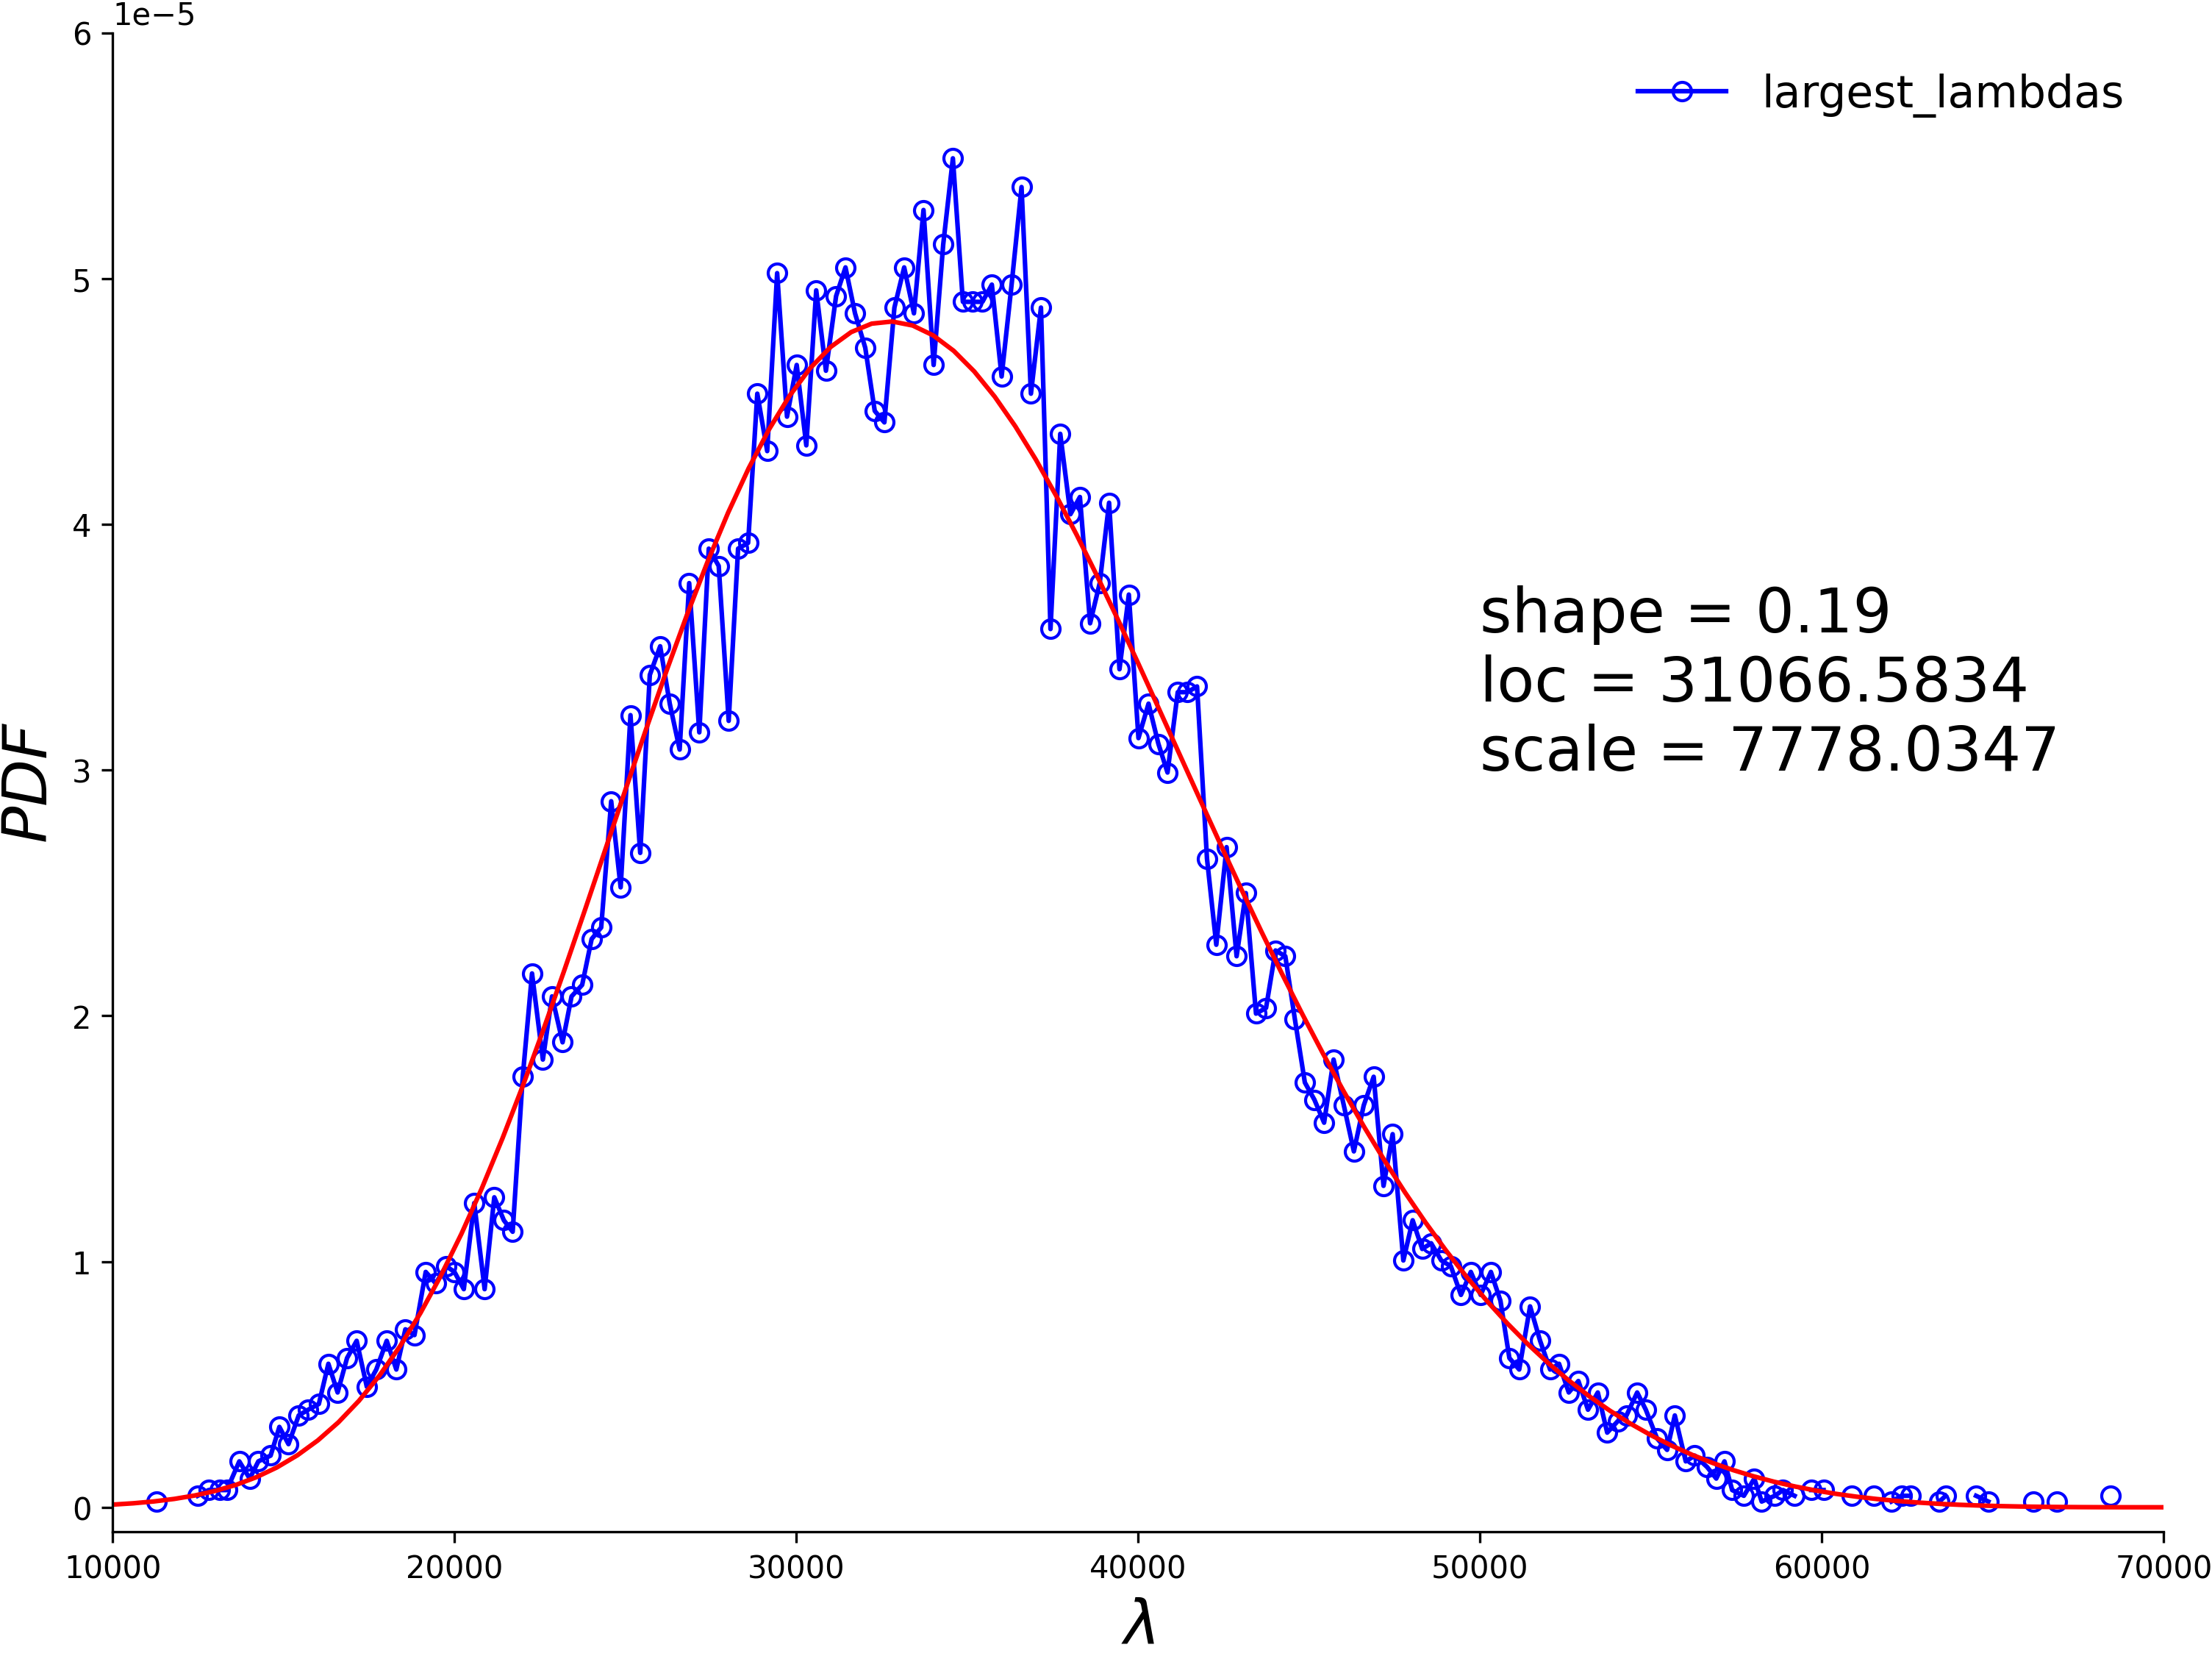 1e−5
6
5
4
3
2
1
0
PDF
largest_lambdas
shape = 0.19
loc = 31066.5834
scale = 7778.0347
10000 20000 30000 40000 50000 60000 70000
λ